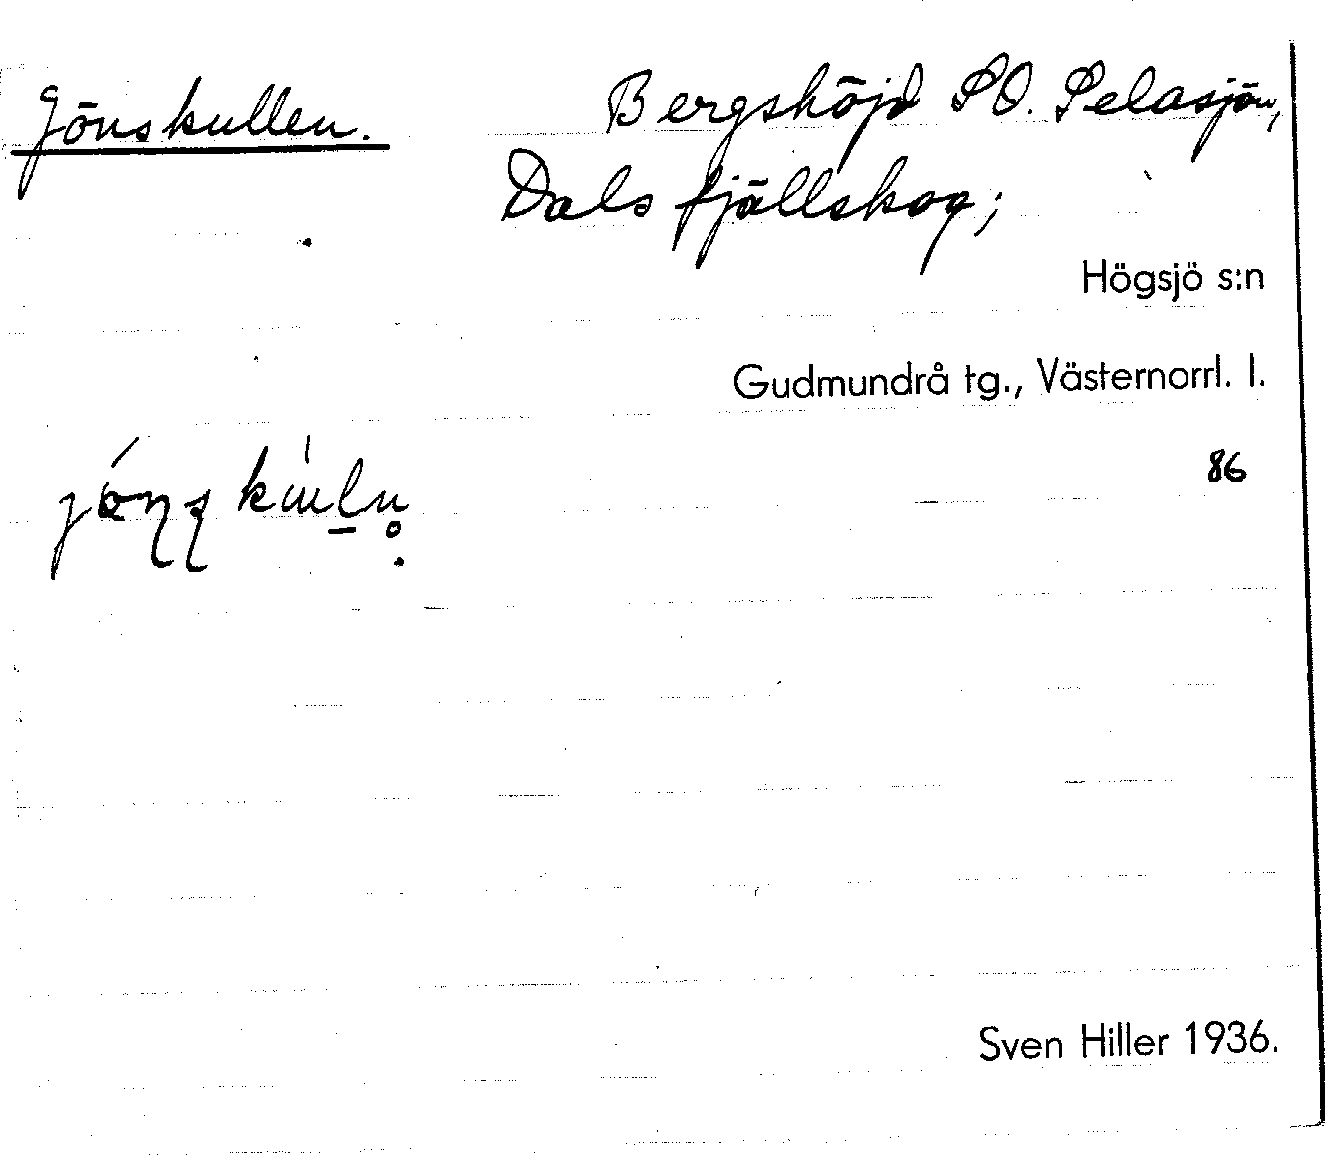 Jönskullen. Bergshöjd SO. Selasjön,
Dals fjällskog;
Högsjö s:n
Gudmundrå tg., Västernorrl. l.
86
Sven Hiller 1936.